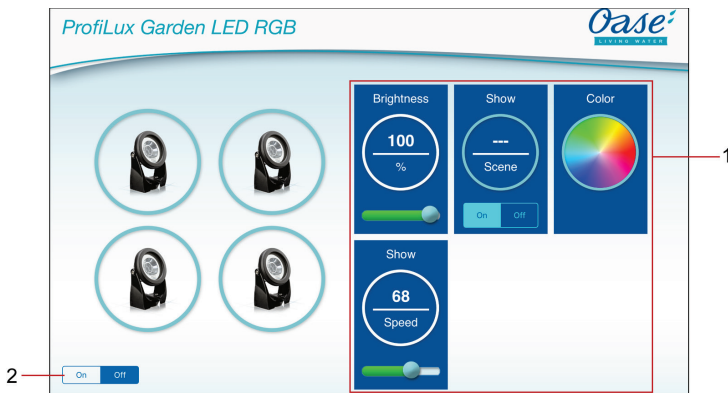 ProfiLux Garden LED RGB
Oase
LIVING WATER
Brightness
100
%
Show
---
Scene
On Off
Color
1
Show
68
Speed
2
On Off